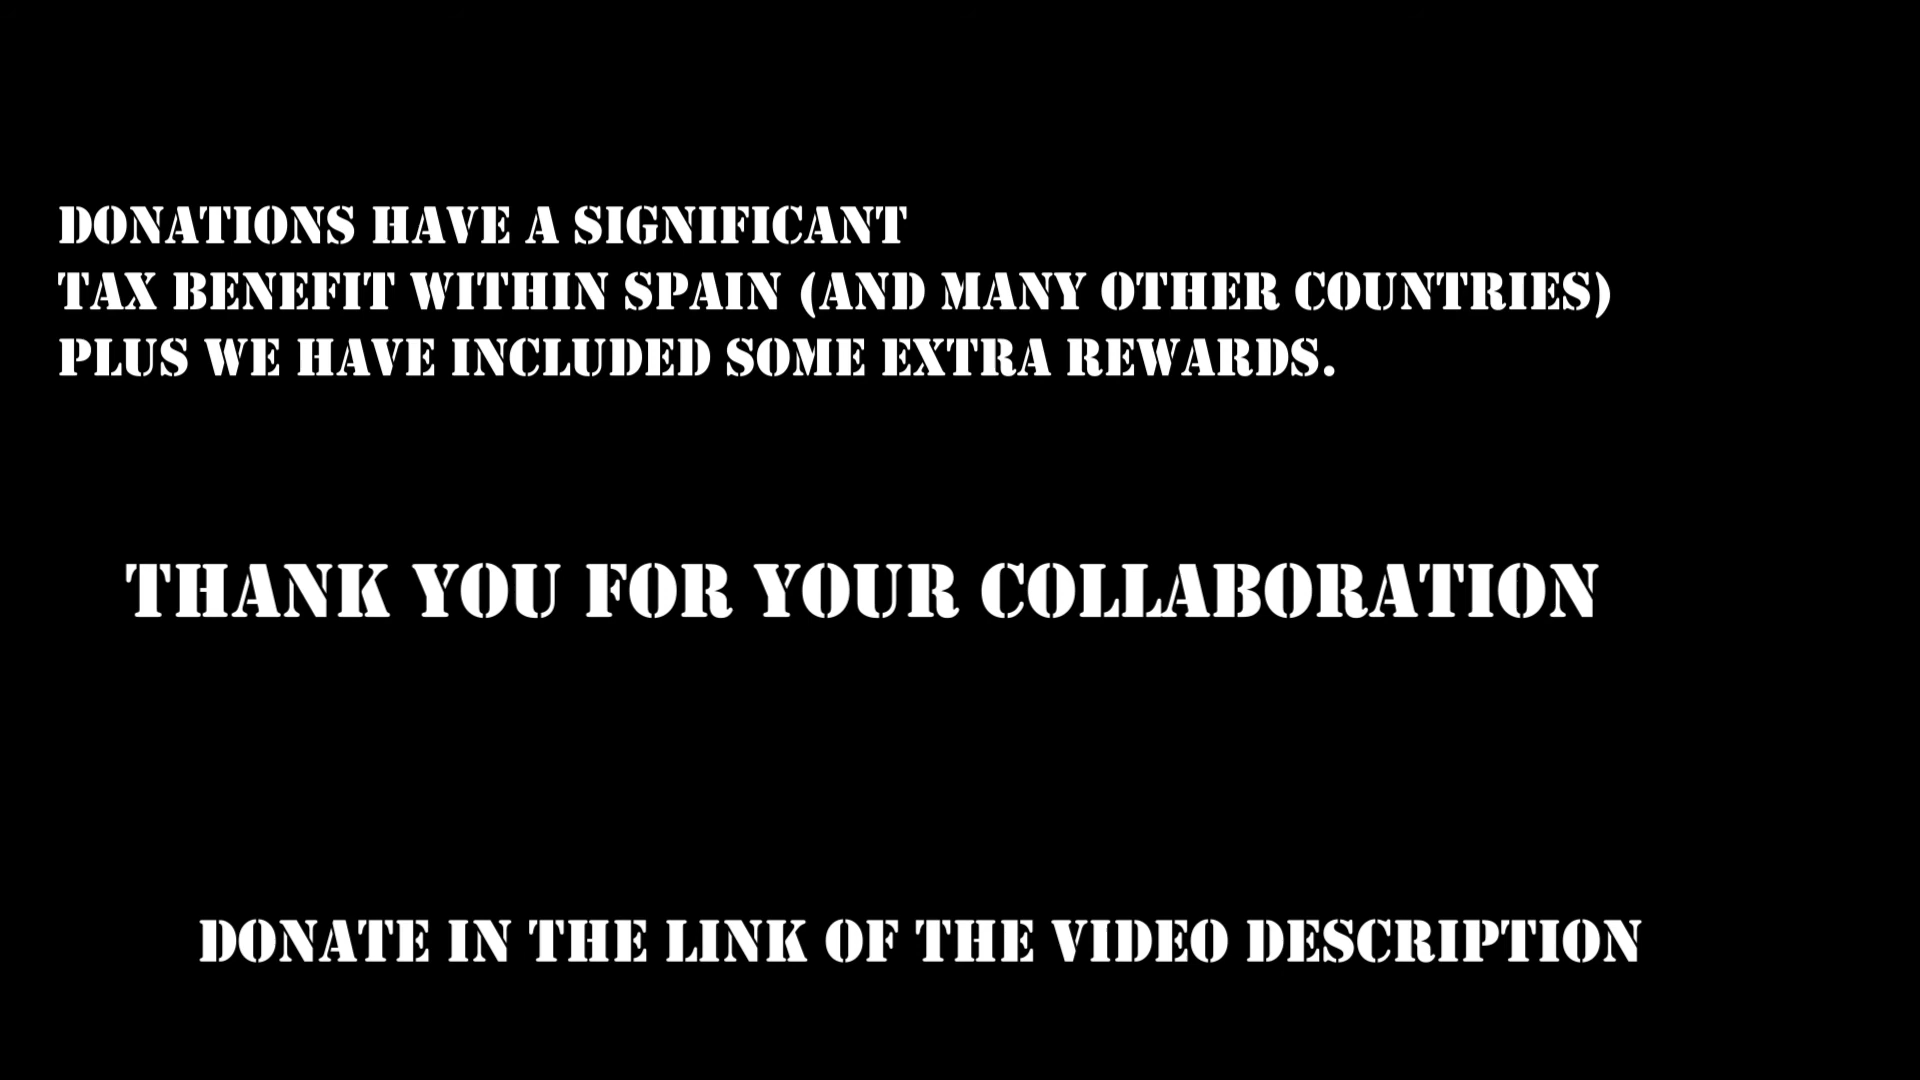 DONATIONS HAVE A SIGNIFICANT
TAX BENEFIT WITHIN SPAIN (AND MANY OTHER COUNTRIES)
PLUS WE HAVE INCLUDED SOME EXTRA REWARDS.
THANK YOU FOR YOUR COLLABORATION
DONATE IN THE LINK OF THE VIDEO DESCRIPTION